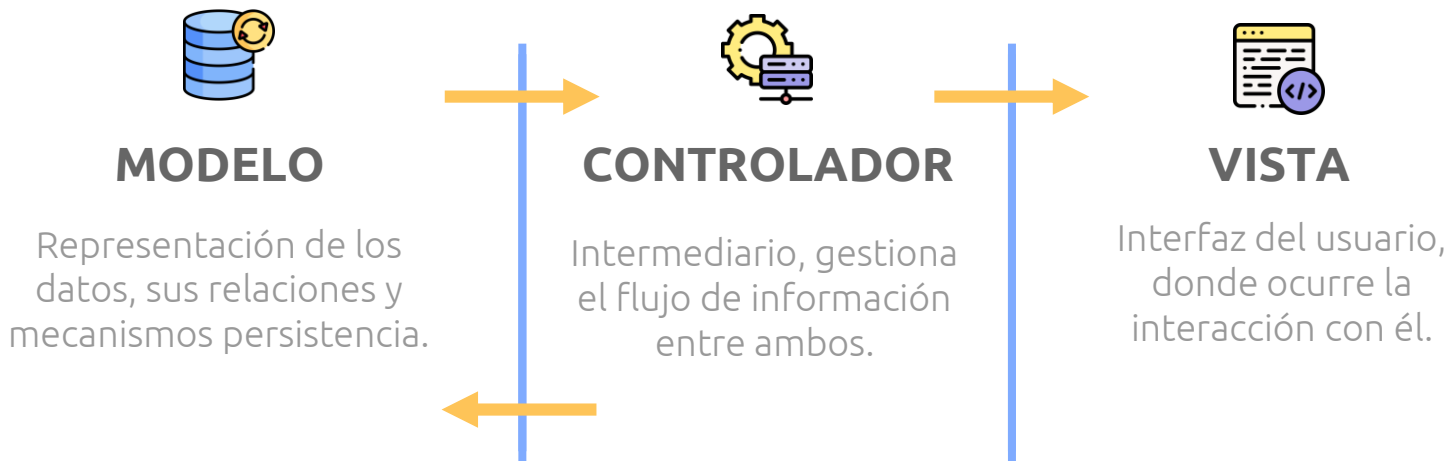 MODELO
Representación de los
datos, sus relaciones y
mecanismos persistencia.
CONTROLADOR
Intermediario, gestiona
el flujo de información
entre ambos.
VISTA
Interfaz del usuario,
donde ocurre la
interacción con él.